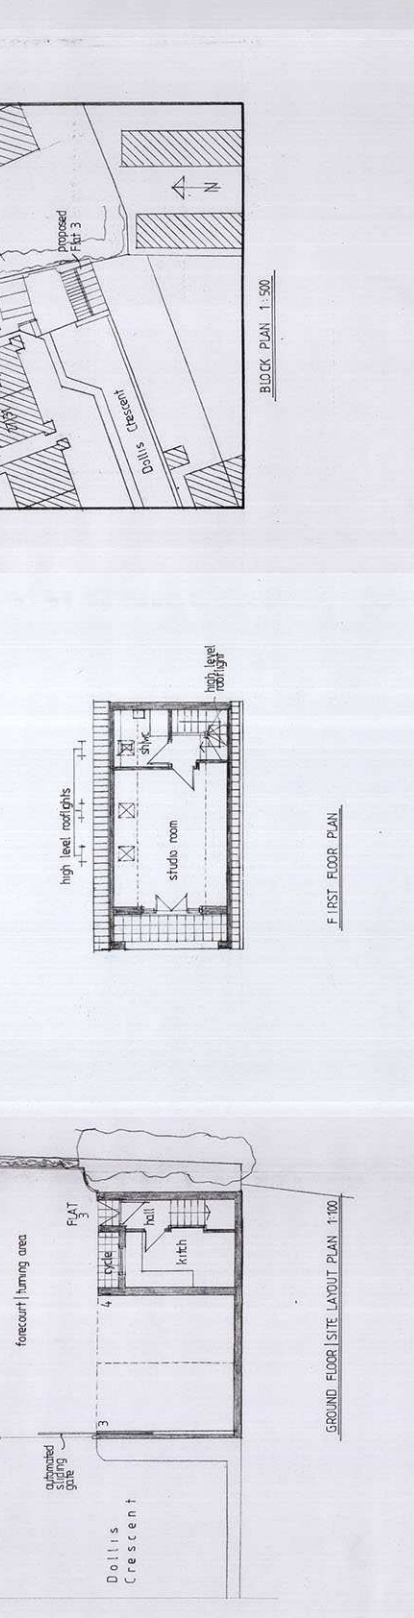 proposed
Flat 3
N
Dollis Crescent
BLOCK PLAN 1:500
high level
rooflight
high level rooflights
sh/wc
studio room
FIRST FLOOR PLAN
forecourt | turning area
FLAT
3
cycle
hall
kitch
4
3
automated
sliding
gate
Dollis
Crescent
GROUND FLOOR | SITE LAYOUT PLAN 1:100